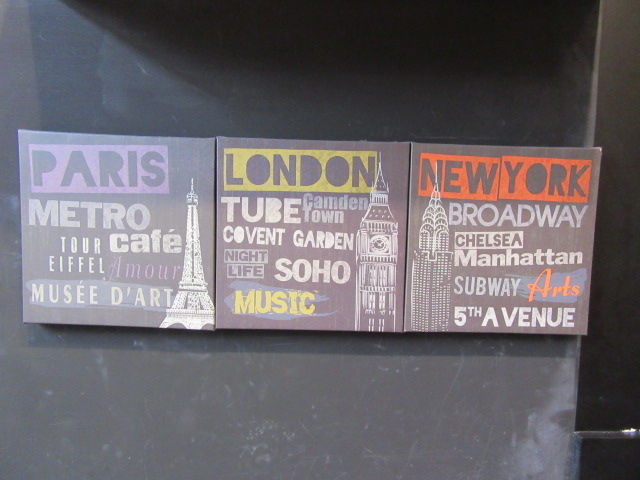 PARIS
METRO
TOUR café
EIFFEL Amour
MUSÉE D'ART
LONDON
TUBE Camden Town
COVENT GARDEN
NIGHT LIFE SOHO
MUSIC
NEW YORK
BROADWAY
CHELSEA
Manhattan
SUBWAY Arts
5TH AVENUE